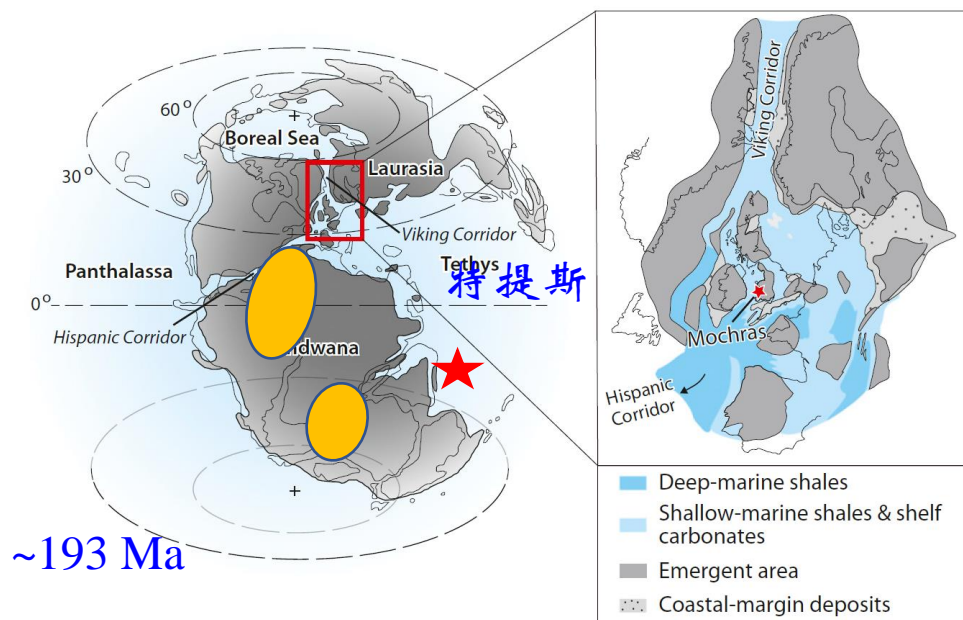 60°
Boreal Sea
30°
Laurasia
Viking Corridor
Panthalassa
Tethys
特提斯
0°
Hispanic Corridor
ndwana
~193 Ma
Viking Corridor
Mochras
Hispanic
Corridor
Deep-marine shales
Shallow-marine shales & shelf
carbonates
Emergent area
Coastal-margin deposits